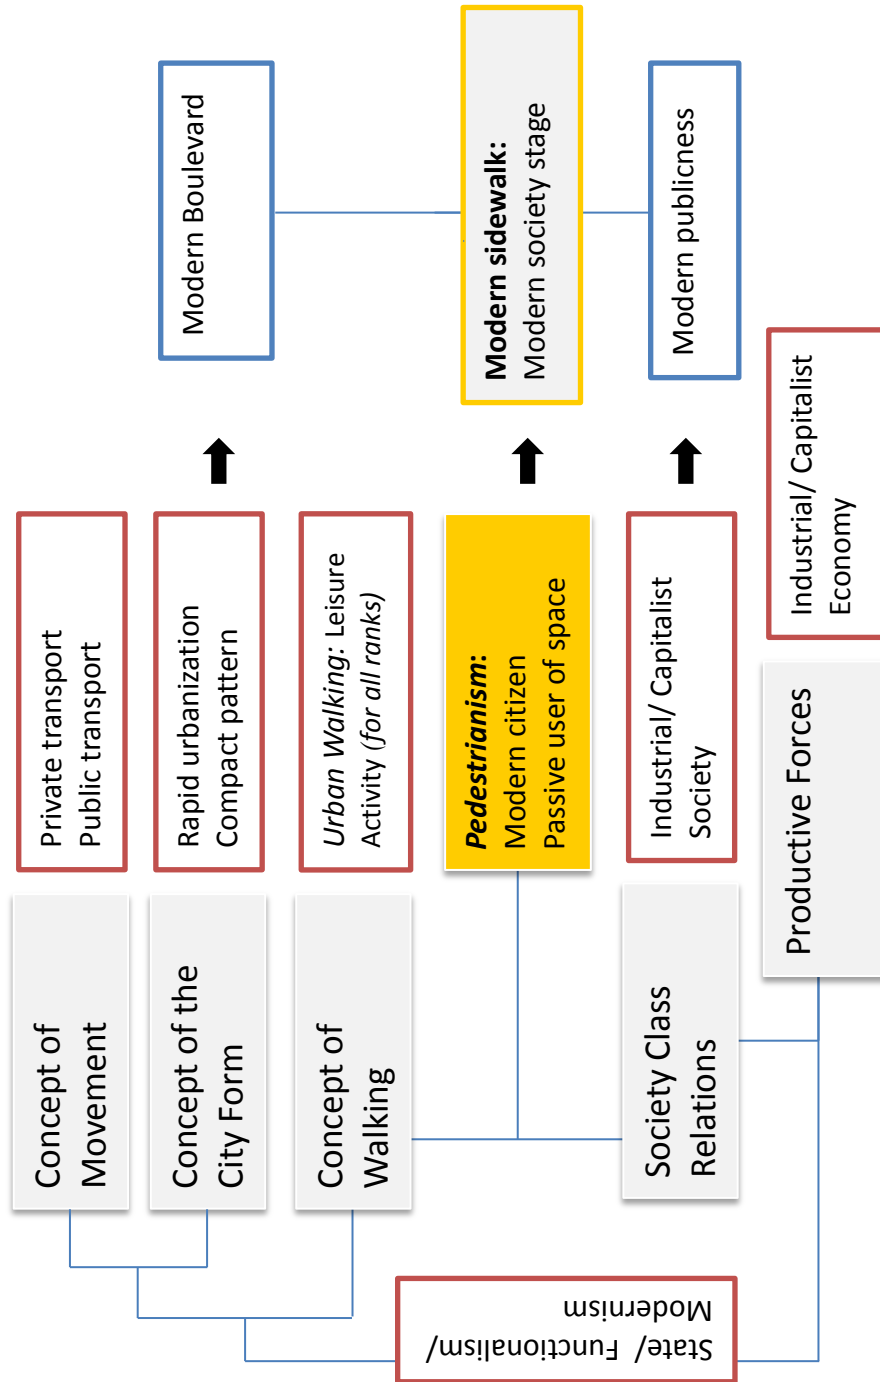 Concept of
Movement
Private transport
Public transport
Concept of the
City Form
Rapid urbanization
Compact pattern
Modern Boulevard
Concept of
Walking
Urban Walking: Leisure
Activity (for all ranks)
State/ Functionalism/
Modernism
Pedestrianism:
Modern citizen
Passive user of space
Modern sidewalk:
Modern society stage
Society Class
Relations
Industrial/ Capitalist
Society
Modern publicness
Productive Forces
Industrial/ Capitalist
Economy